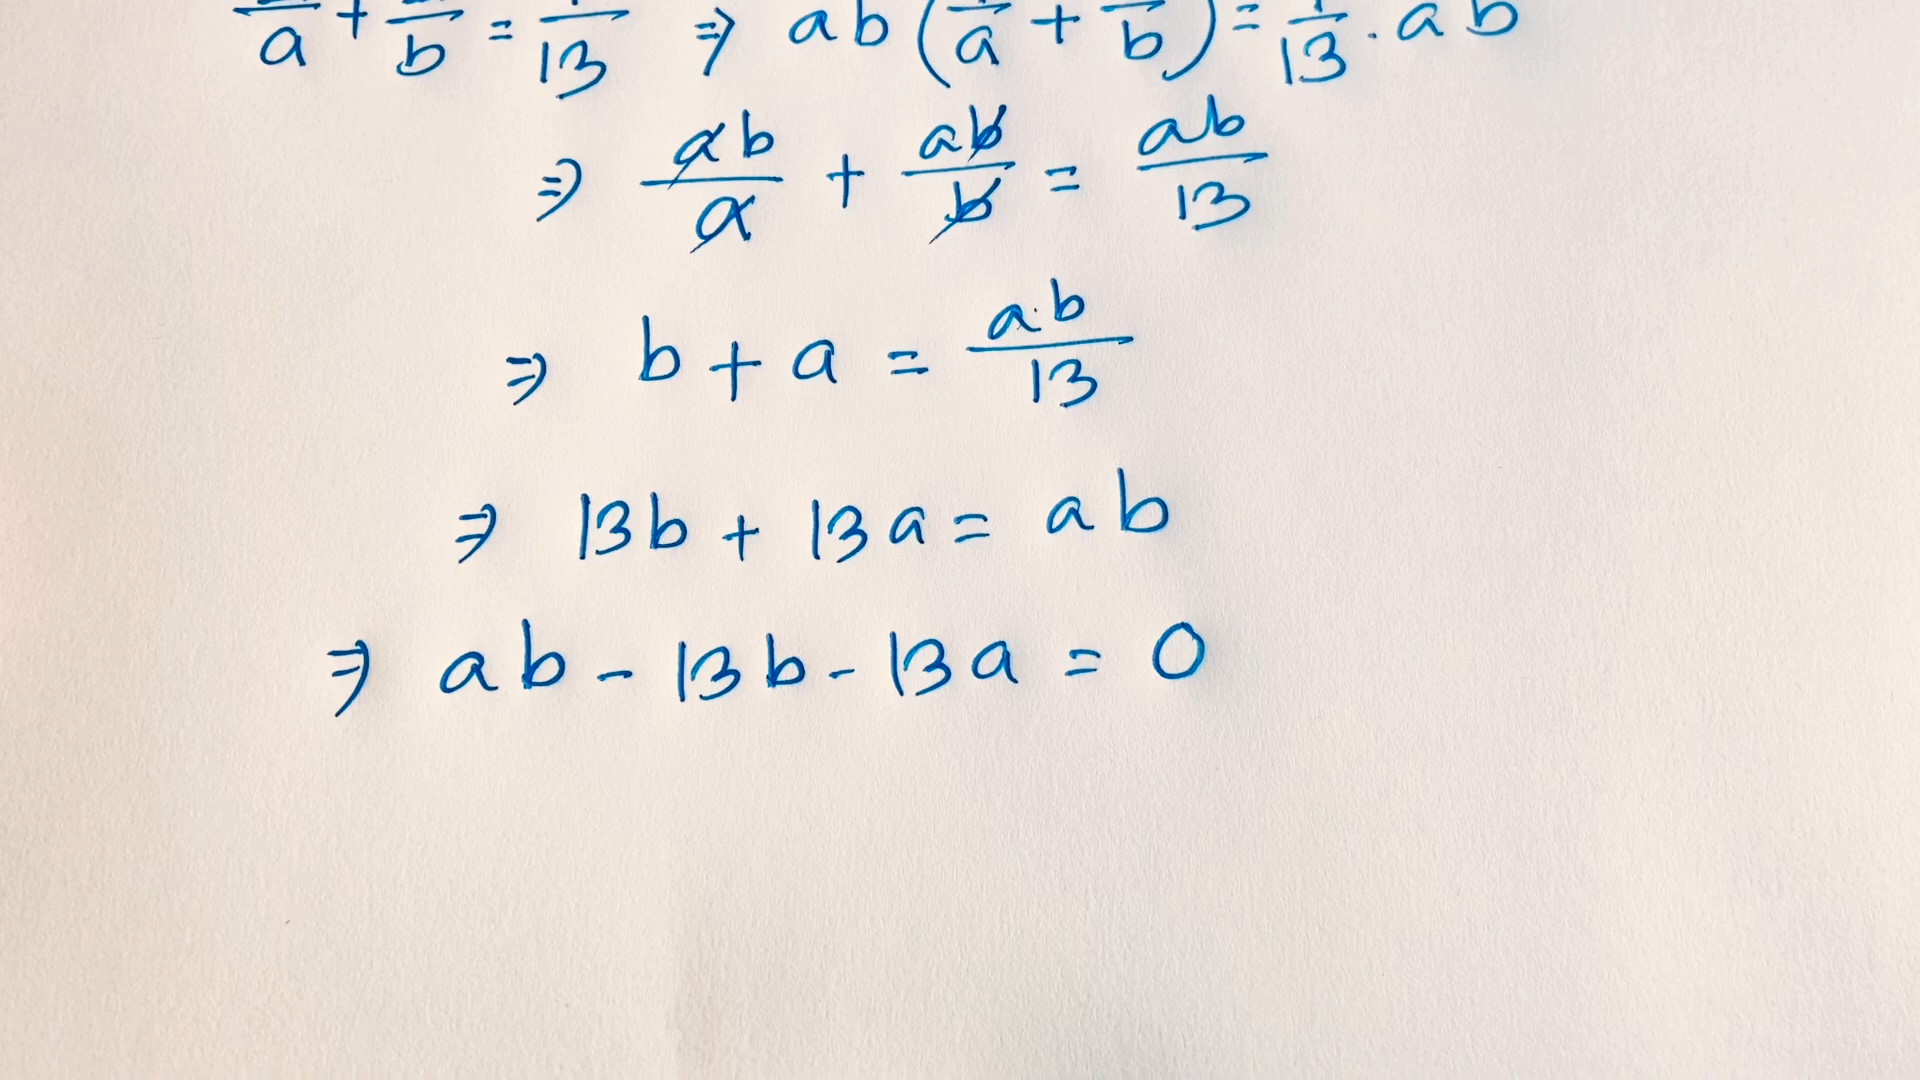 1/a + 1/b = 1/13 ⇒ ab(1/a + 1/b) = 1/13 · ab
⇒ ab/a + ab/b = ab/13
⇒ b + a = a·b/13
⇒ 13b + 13a = ab
⇒ ab - 13b - 13a = 0